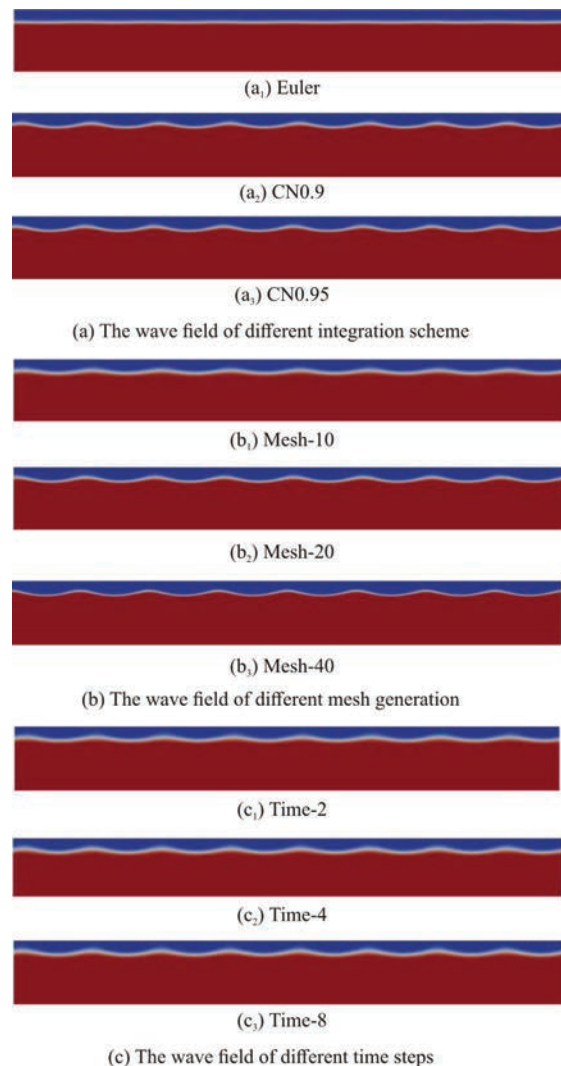 (a₁) Euler
(a₂) CN0.9
(a₃) CN0.95
(a) The wave field of different integration scheme
(b₁) Mesh-10
(b₂) Mesh-20
(b₃) Mesh-40
(b) The wave field of different mesh generation
(c₁) Time-2
(c₂) Time-4
(c₃) Time-8
(c) The wave field of different time steps